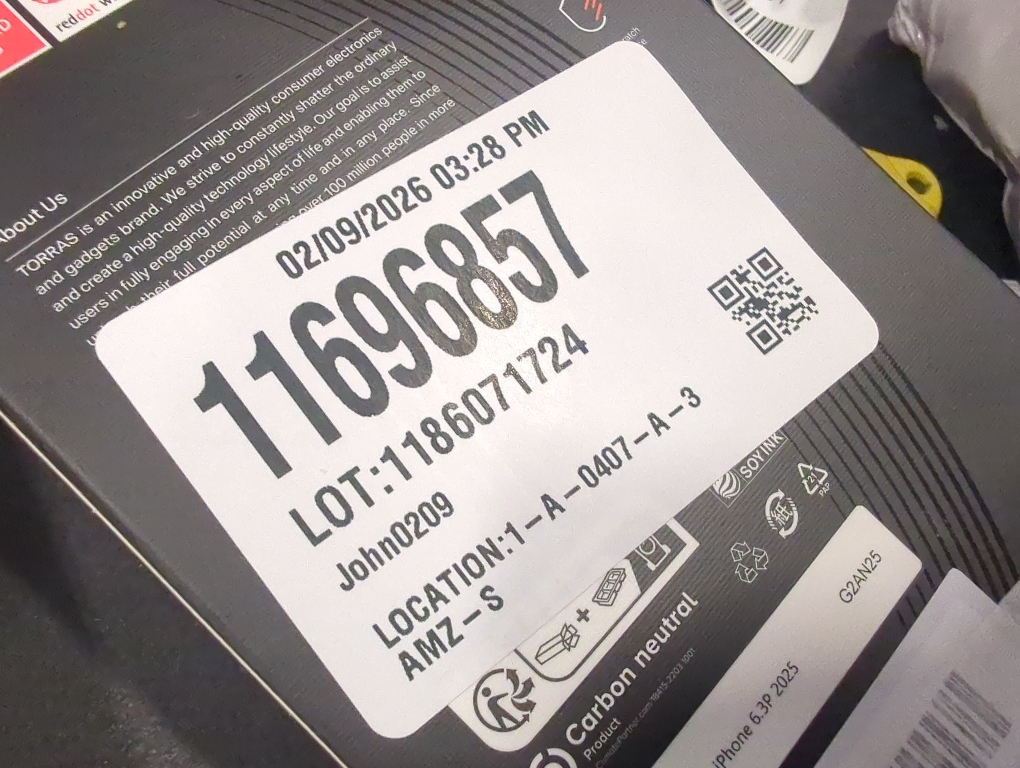 reddot
About Us
TORRAS is an innovative and high-quality consumer electronics
and gadgets brand. We strive to constantly shatter the ordinary
and create a high-quality technology lifestyle. Our goal is to assist
users in fully engaging in every aspect of life and enabling them to
their full potential at any time and in any place. Since
over 100 million people in more
02/09/2026 03:28 PM
11696857
LOT:1186071724
John0209
LOCATION:1-A-0407-A-3
AMZ-S
SOY INK
紙
PAP
Carbon neutral
Product
G2AN25
iPhone 6.3P 2025